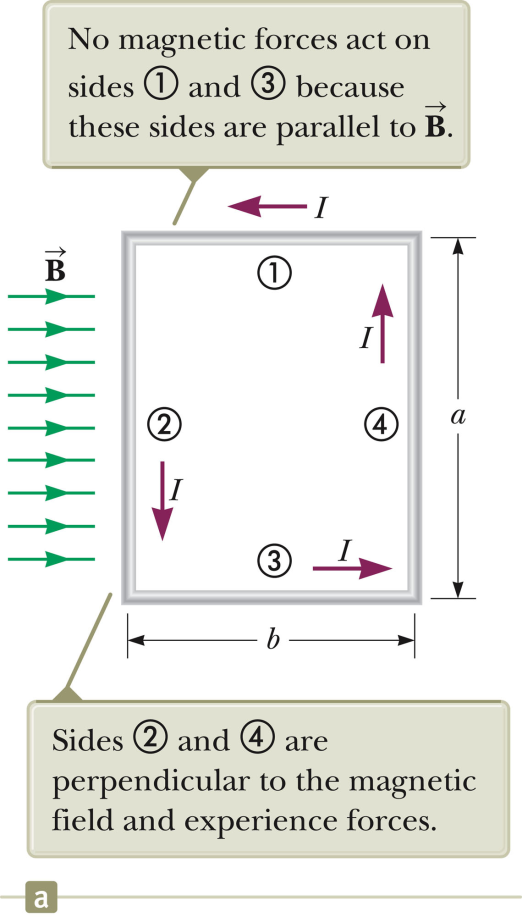 No magnetic forces act on
sides ① and ③ because
these sides are parallel to B⃗.
I
B⃗
①
I
a
②
④
I
③
I
b
Sides ② and ④ are
perpendicular to the magnetic
field and experience forces.
a